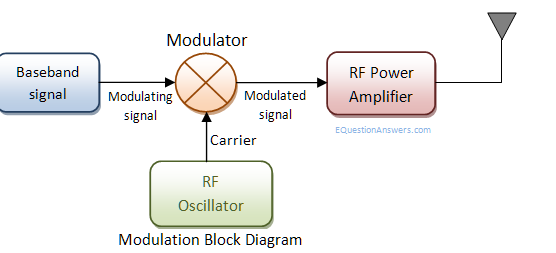 Modulator
Baseband
signal
Modulating
signal
Modulated
signal
RF Power
Amplifier
EQuestionAnswers.com
Carrier
RF
Oscillator
Modulation Block Diagram